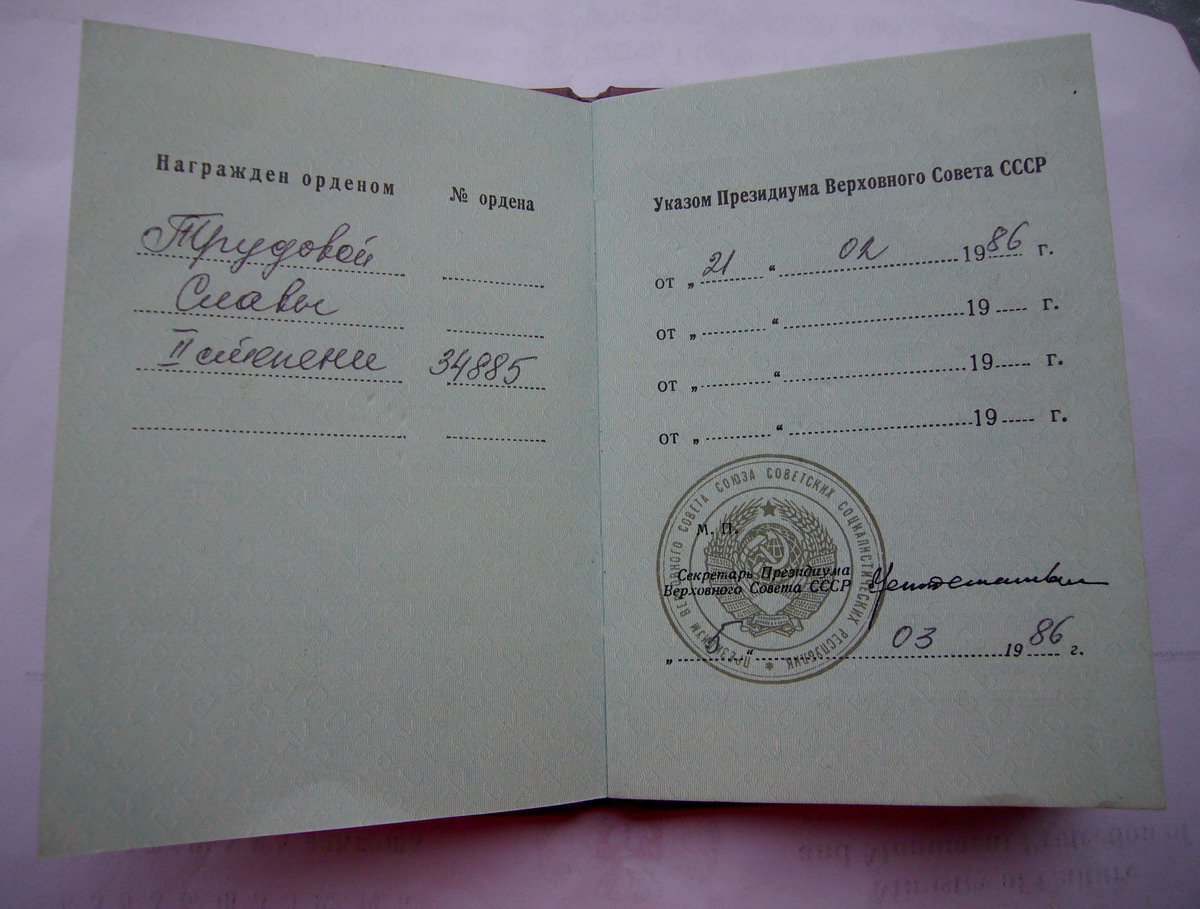 Награжден орденом
№ ордена
Трудовой
Славы
II степени 34885
Указом Президиума Верховного Совета СССР
от „ 21 “ 02 1986 г.
от „ “ 19 г.
от „ “ 19 г.
от „ “ 19 г.
ПРЕЗИДИУМ ВЕРХОВНОГО СОВЕТА СОЮЗА СОВЕТСКИХ СОЦИАЛИСТИЧЕСКИХ РЕСПУБЛИК
М. П.
Секретарь Президиума
Верховного Совета СССР
„ 5 “ 03 1986 г.